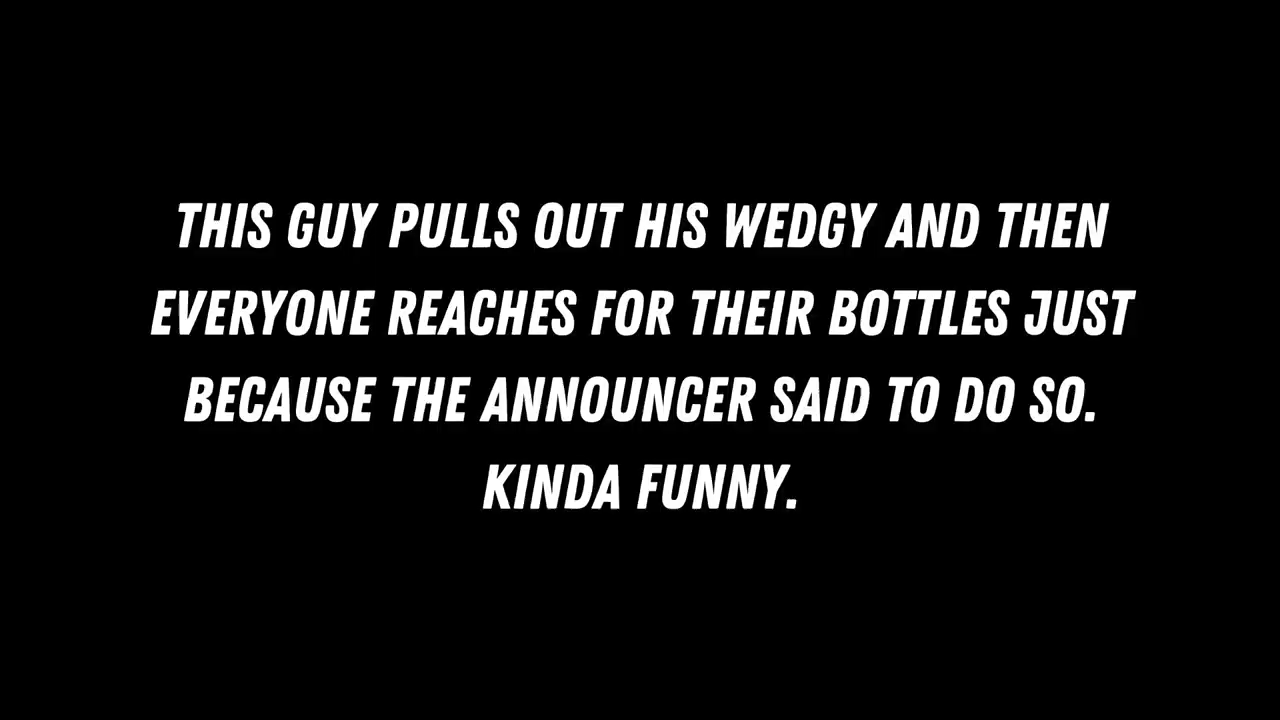 THIS GUY PULLS OUT HIS WEDGY AND THEN
EVERYONE REACHES FOR THEIR BOTTLES JUST
BECAUSE THE ANNOUNCER SAID TO DO SO.
KINDA FUNNY.